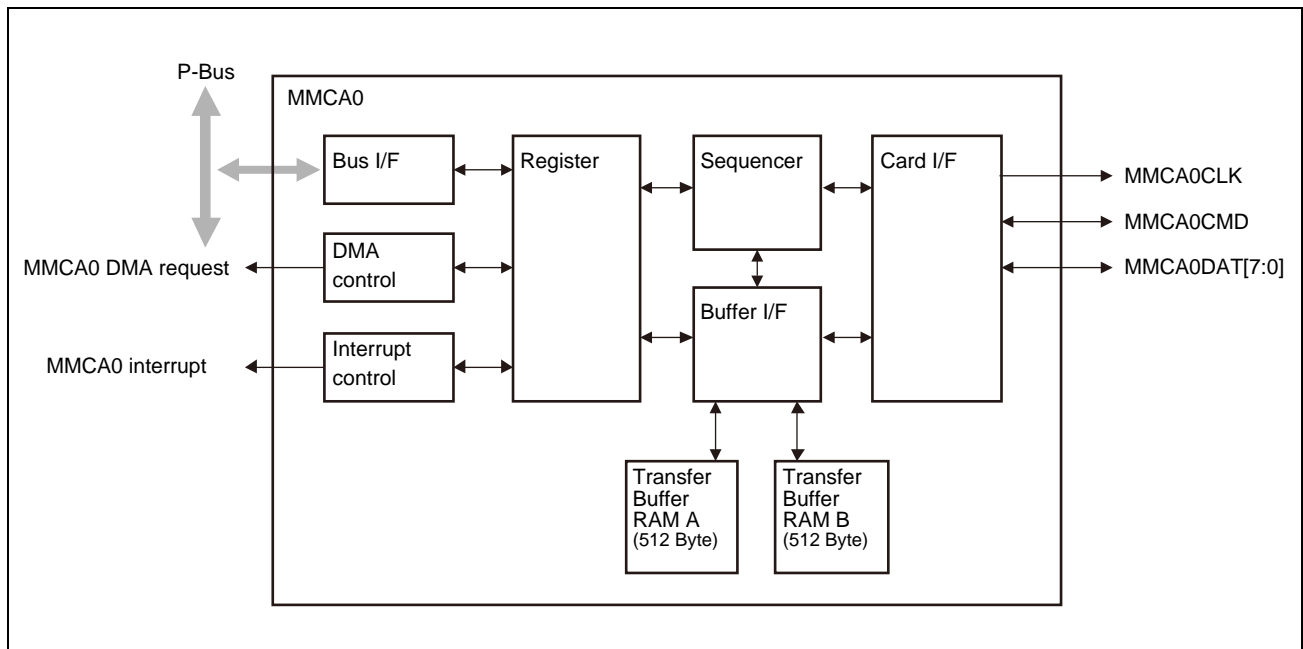 P-Bus
MMCA0
Bus I/F
Register
Sequencer
Card I/F
MMCA0CLK
MMCA0CMD
DMA
control
MMCA0 DMA request
MMCA0DAT[7:0]
Buffer I/F
Interrupt
control
MMCA0 interrupt
Transfer
Buffer
RAM A
(512 Byte)
Transfer
Buffer
RAM B
(512 Byte)